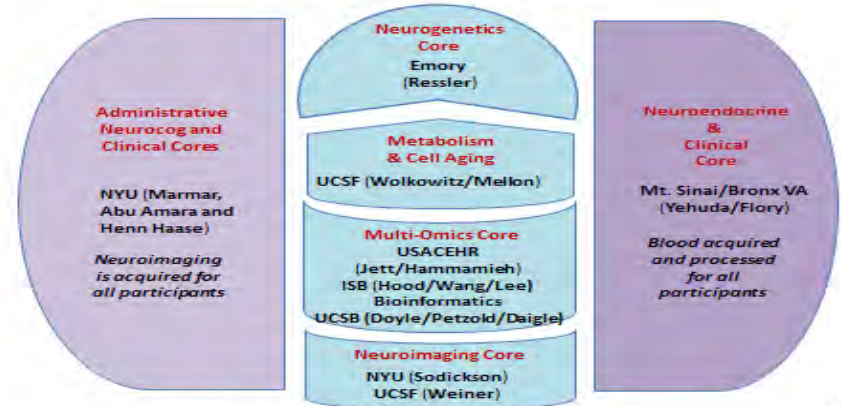 Administrative
Neurocog and
Clinical Cores
NYU (Marmar,
Abu Amara and
Henn Haase)
Neuroimaging
is acquired for
all participants
Neurogenetics
Core
Emory
(Ressler)
Metabolism
& Cell Aging
UCSF (Wolkowitz/Mellon)
Multi-Omics Core
USACEHR
(Jett/Hammamieh)
ISB (Hood/Wang/Lee)
Bioinformatics
UCSB (Doyle/Petzold/Daigle)
Neuroimaging Core
NYU (Sodickson)
UCSF (Weiner)
Neuroendocrine
&
Clinical
Core
Mt. Sinai/Bronx VA
(Yehuda/Flory)
Blood acquired
and processed
for all
participants